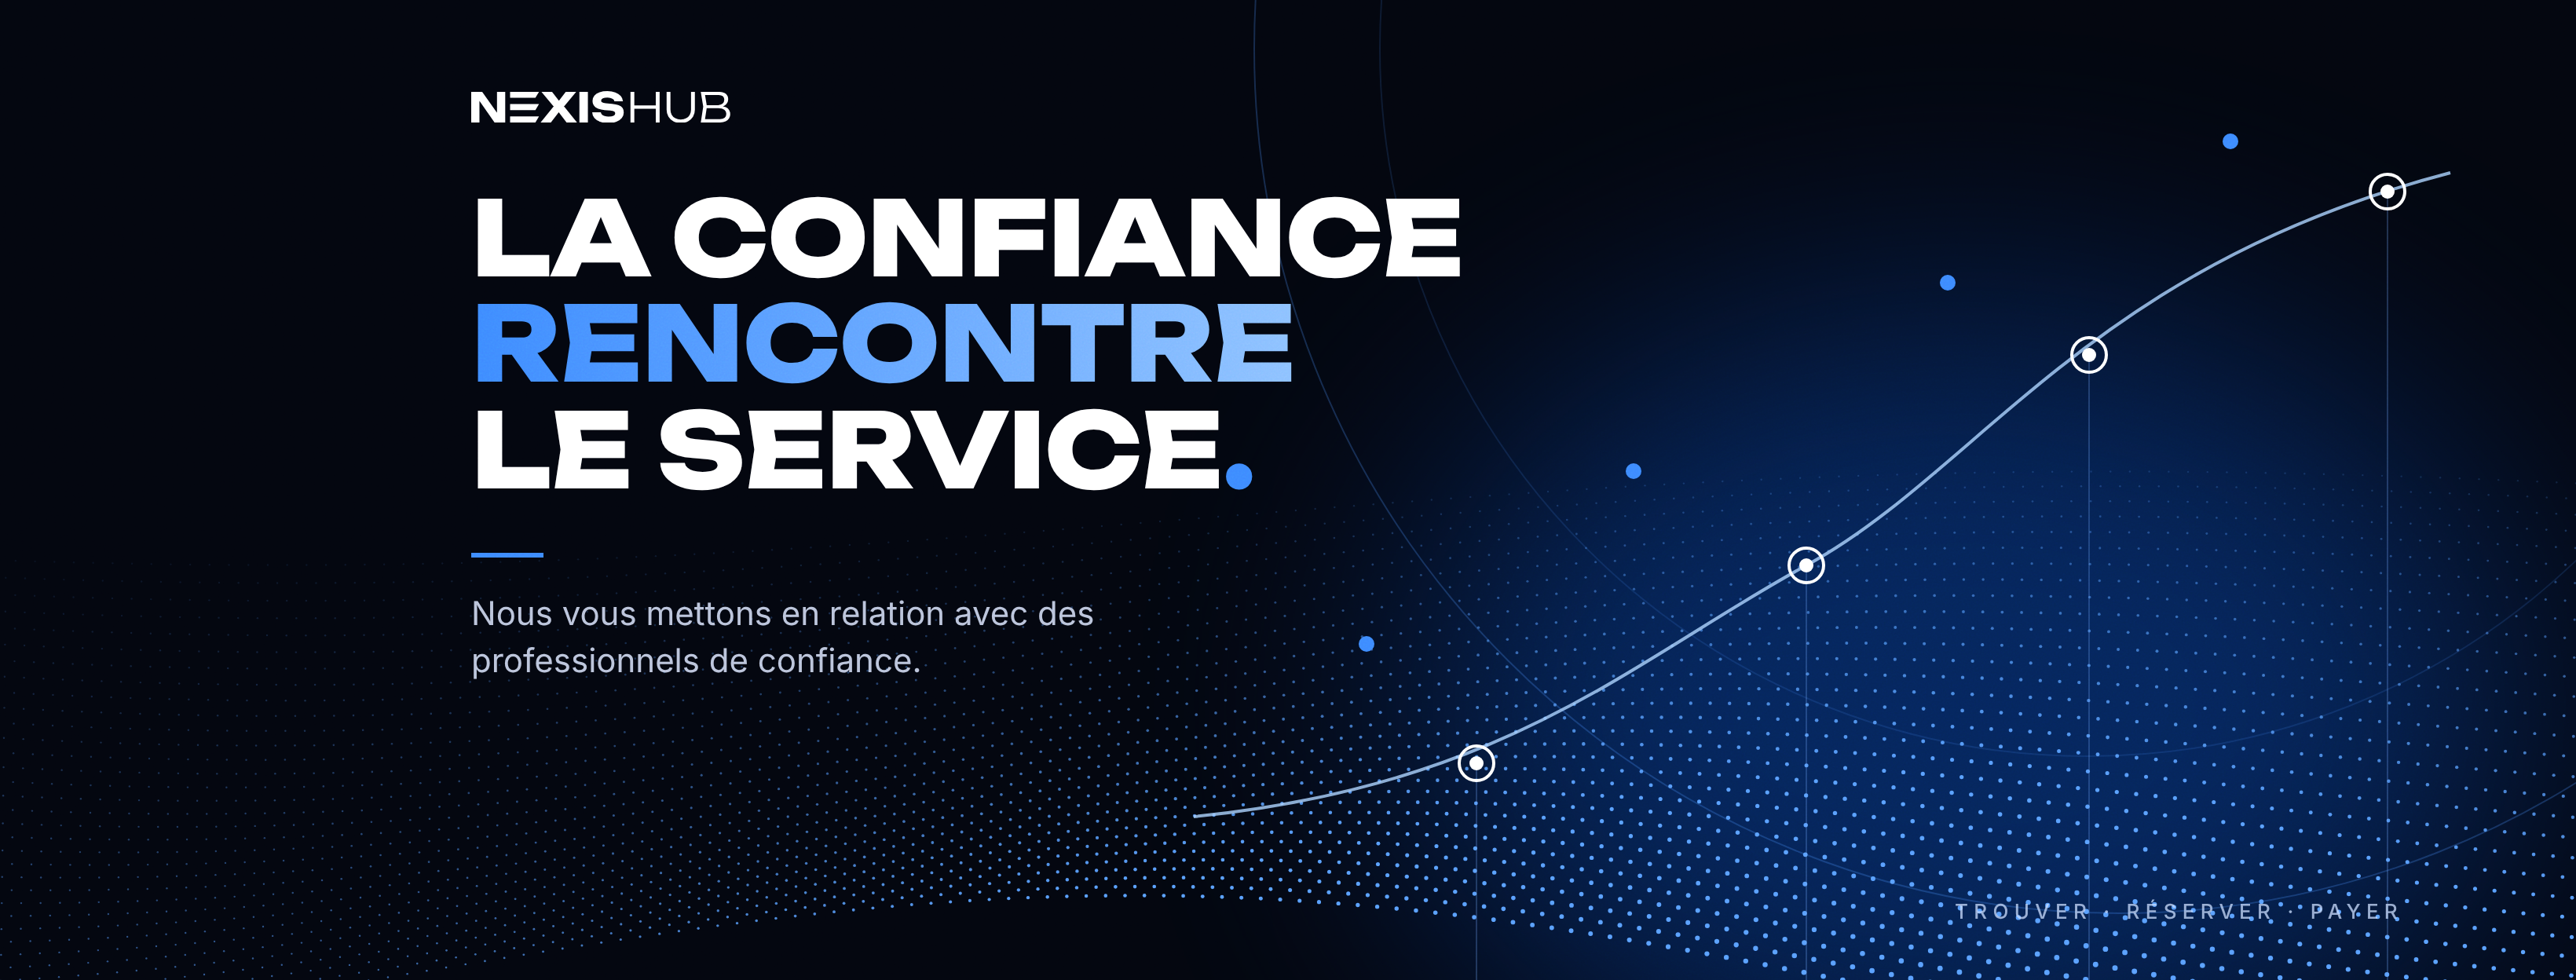 NEXISHUB
LA CONFIANCE
RENCONTRE
LE SERVICE.
Nous vous mettons en relation avec des
professionnels de confiance.
TROUVER · RÉSERVER · PAYER